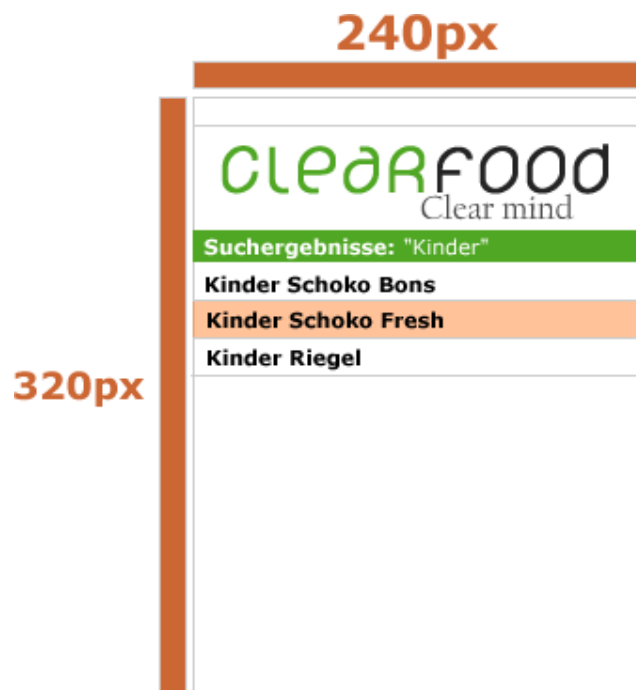 240px
CLEARFOOD
Clear mind
Suchergebnisse: "Kinder"
Kinder Schoko Bons
Kinder Schoko Fresh
Kinder Riegel
320px